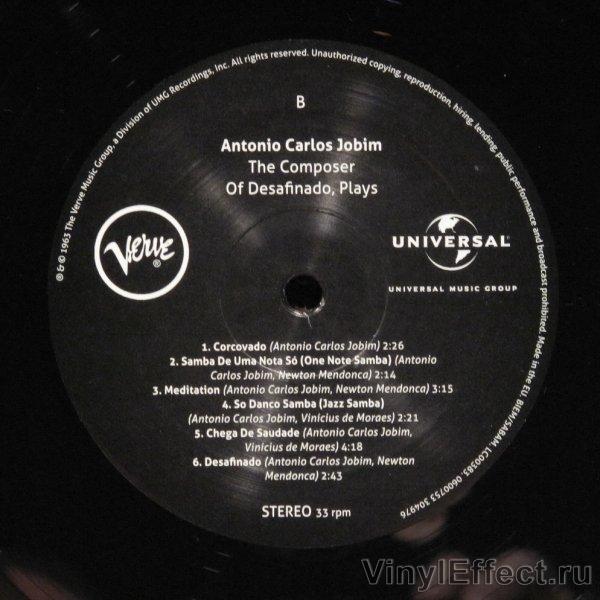 ℗ & © 1963 The Verve Music Group, a Division of UMG Recordings, Inc. All rights reserved. Unauthorized copying, reproduction, hiring, lending, public performance and broadcast prohibited. Made in the EU. BIEM/SABAM LC00383. 0600753 304976
B
Antonio Carlos Jobim
The Composer
Of Desafinado, Plays
Verve®
UNIVERSAL
UNIVERSAL MUSIC GROUP
1. Corcovado (Antonio Carlos Jobim) 2:26
2. Samba De Uma Nota Só (One Note Samba) (Antonio
Carlos Jobim, Newton Mendonca) 2:14
3. Meditation (Antonio Carlos Jobim, Newton Mendonca) 3:15
4. So Danco Samba (Jazz Samba)
(Antonio Carlos Jobim, Vinicius de Moraes) 2:21
5. Chega De Saudade (Antonio Carlos Jobim,
Vinicius de Moraes) 4:18
6. Desafinado (Antonio Carlos Jobim, Newton
Mendonca) 2:43
STEREO 33 rpm
VinylEffect.ru